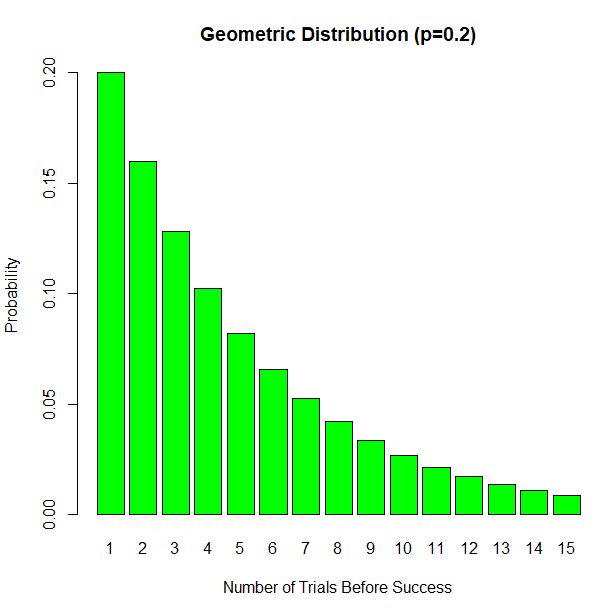 Geometric Distribution (p=0.2)
Probability
0.20
0.15
0.10
0.05
0.00
1 2 3 4 5 6 7 8 9 10 11 12 13 14 15
Number of Trials Before Success